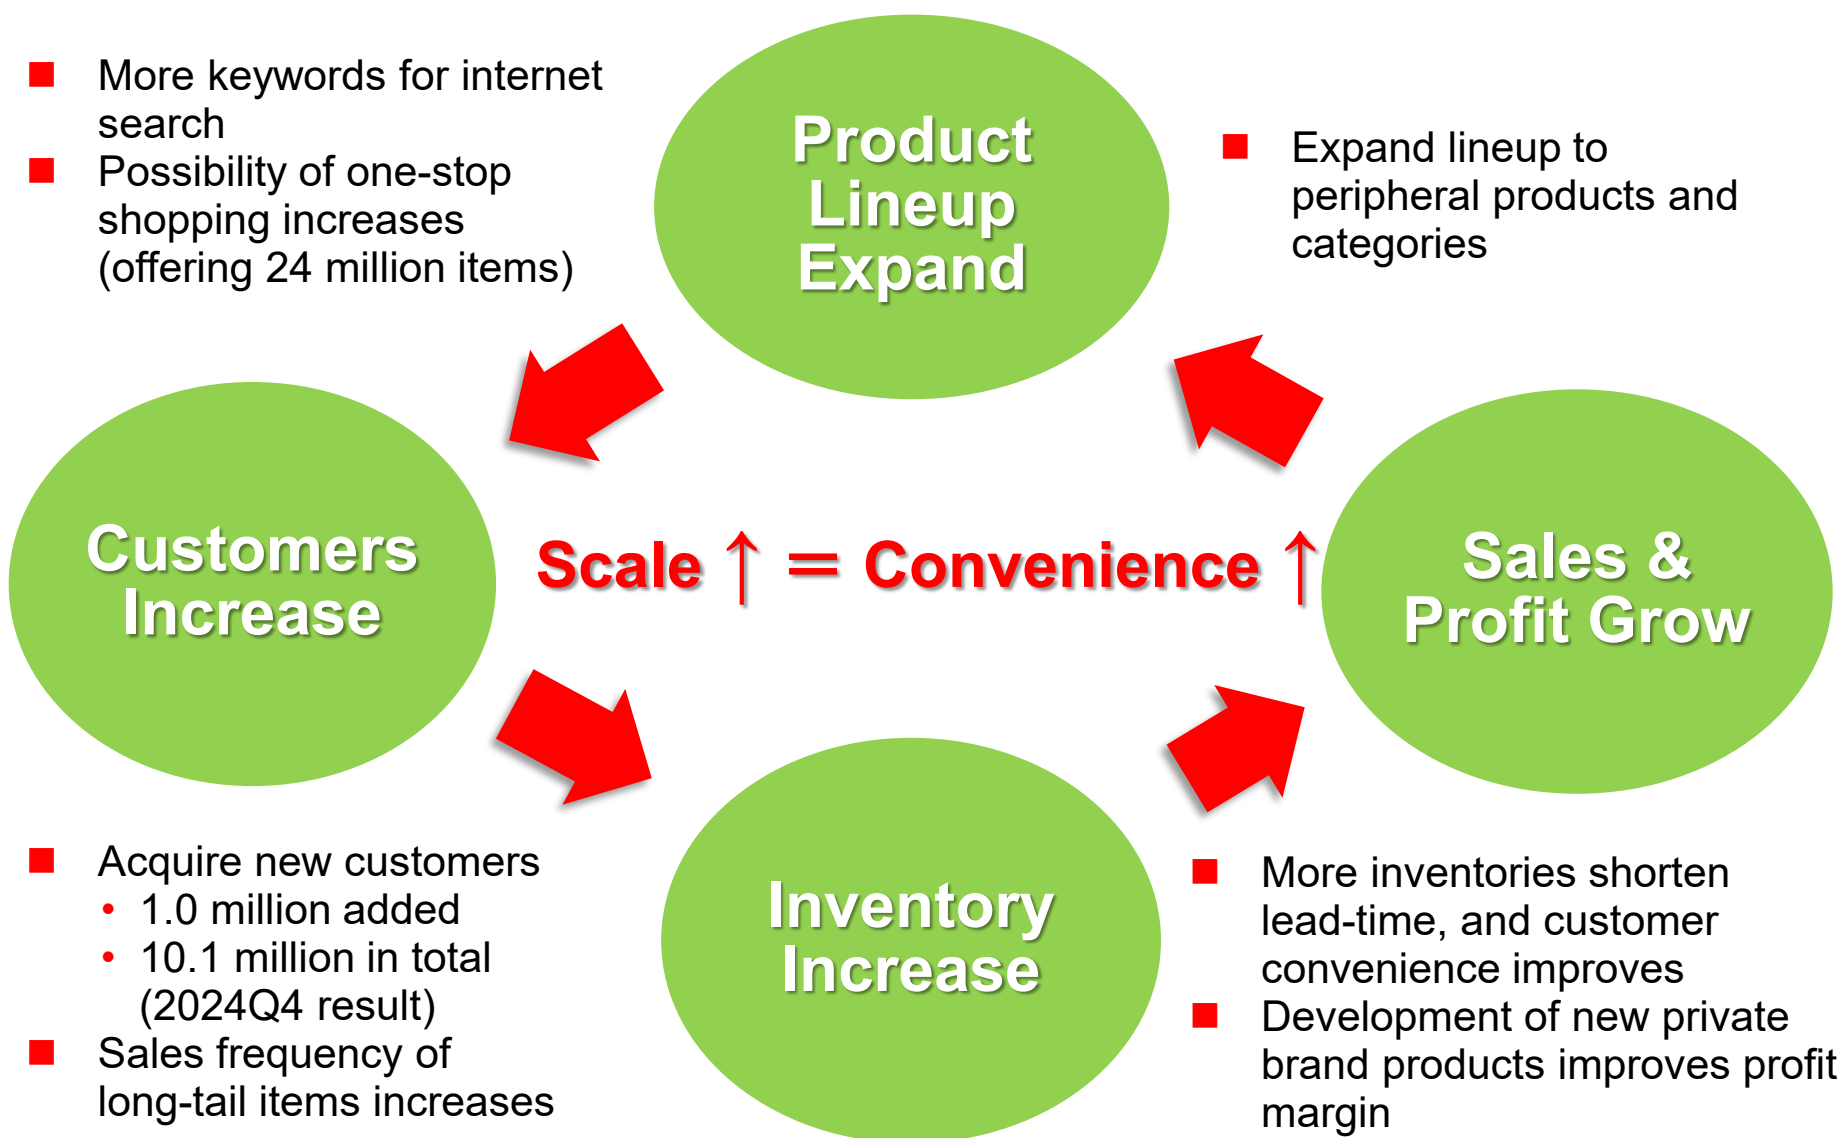 More keywords for internet
search
Possibility of one-stop
shopping increases
(offering 24 million items)
Product
Lineup
Expand
Expand lineup to
peripheral products and
categories
Customers
Increase
Scale ↑ = Convenience ↑
Sales &
Profit Grow
Acquire new customers
• 1.0 million added
• 10.1 million in total
(2024Q4 result)
Sales frequency of
long-tail items increases
Inventory
Increase
More inventories shorten
lead-time, and customer
convenience improves
Development of new private
brand products improves profit
margin